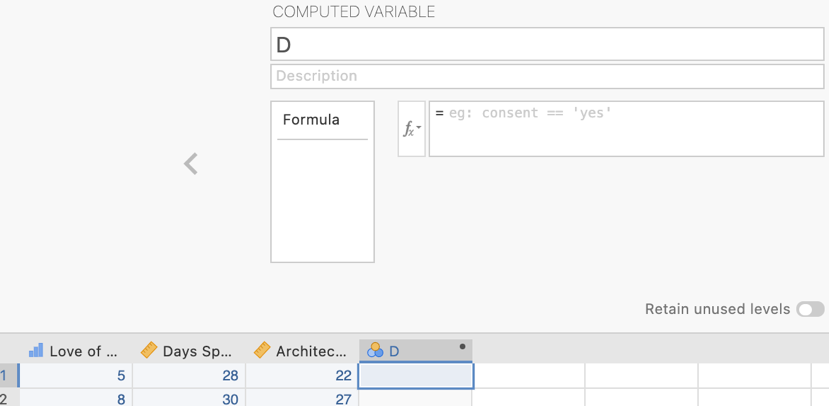 COMPUTED VARIABLE
D
Description
Formula
fx
= eg: consent == 'yes'
Retain unused levels
Love of ... Days Sp... Architec... D
1 5 28 22
2 8 30 27